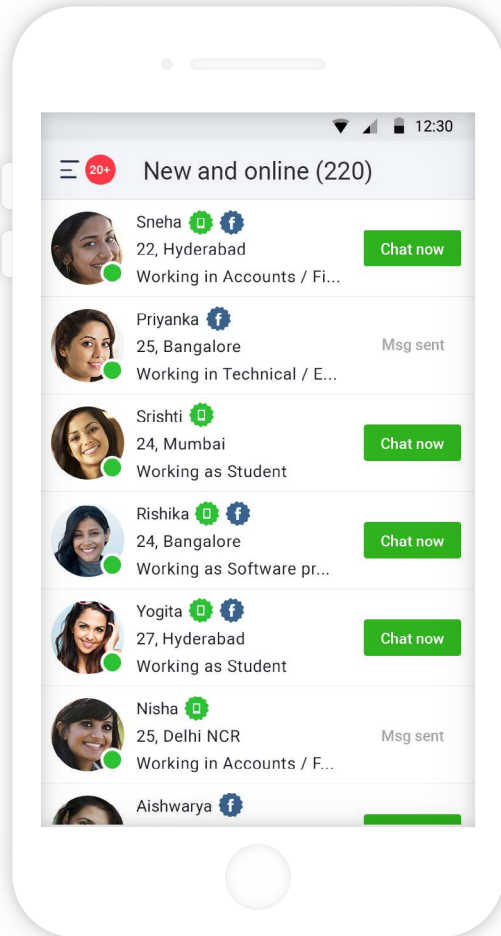 12:30
20+ New and online (220)
Sneha f
22, Hyderabad
Chat now
Working in Accounts / Fi...
Priyanka f
25, Bangalore
Msg sent
Working in Technical / E...
Srishti
24, Mumbai
Chat now
Working as Student
Rishika f
24, Bangalore
Chat now
Working as Software pr...
Yogita f
27, Hyderabad
Chat now
Working as Student
Nisha
25, Delhi NCR
Msg sent
Working in Accounts / F...
Aishwarya f